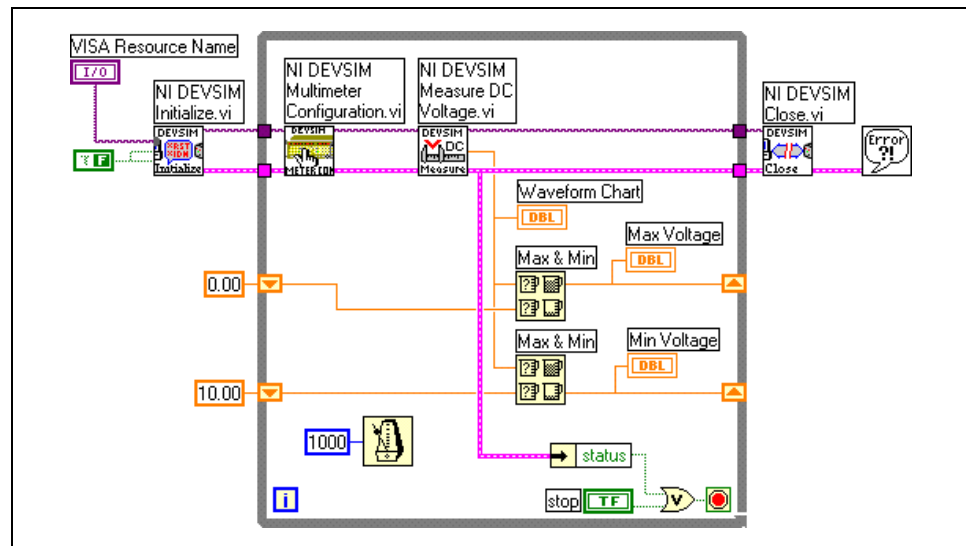 VISA Resource Name
I/O
NI DEVSIM
Initialize.vi
DEVSIM
Initialize
F
NI DEVSIM
Multimeter
Configuration.vi
DEVSIM
METER CON
NI DEVSIM
Measure DC
Voltage.vi
DEVSIM
DC
Measure
NI DEVSIM
Close.vi
DEVSIM
Close
Error
?!
Waveform Chart
DBL
Max Voltage
DBL
Max & Min
0.00
Max & Min
Min Voltage
DBL
10.00
1000
status
i
stop
TF
V